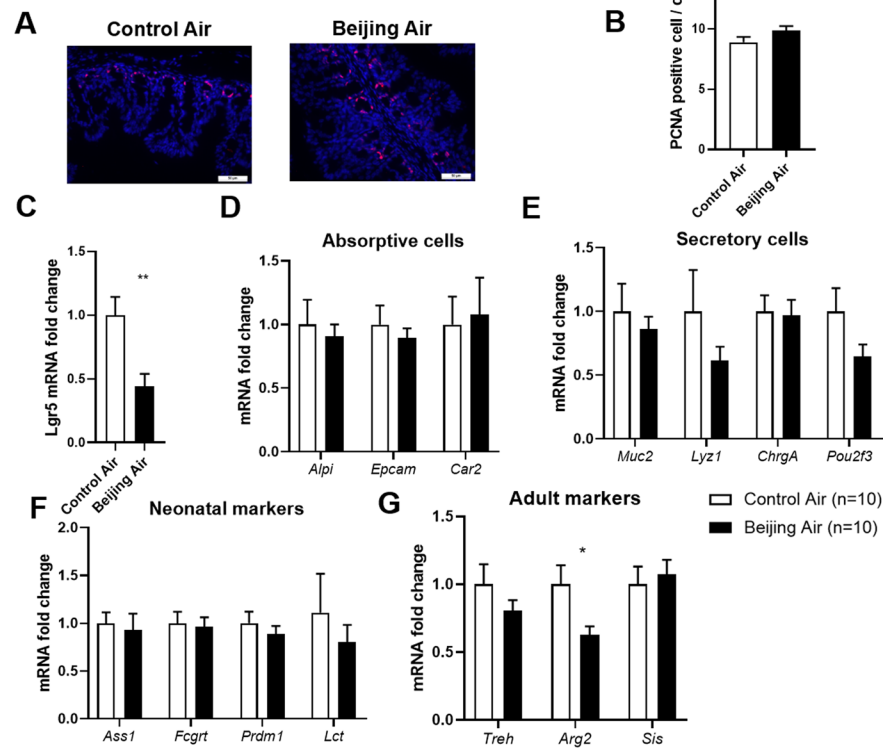 A
Control Air
Beijing Air
B
PCNA positive cell / c
10
5
0
Control Air
Beijing Air
C
Lgr5 mRNA fold change
1.5
1.0
0.5
0.0
**
Control Air
Beijing Air
D
Absorptive cells
mRNA fold change
1.5
1.0
0.5
0.0
Alpi Epcam Car2
E
Secretory cells
mRNA fold change
1.5
1.0
0.5
0.0
Muc2 Lyz1 ChrgA Pou2f3
F
Neonatal markers
mRNA fold change
2.0
1.5
1.0
0.5
0.0
Ass1 Fcgrt Prdm1 Lct
G
Adult markers
mRNA fold change
1.5
1.0
0.5
0.0
*
Treh Arg2 Sis
Control Air (n=10)
Beijing Air (n=10)